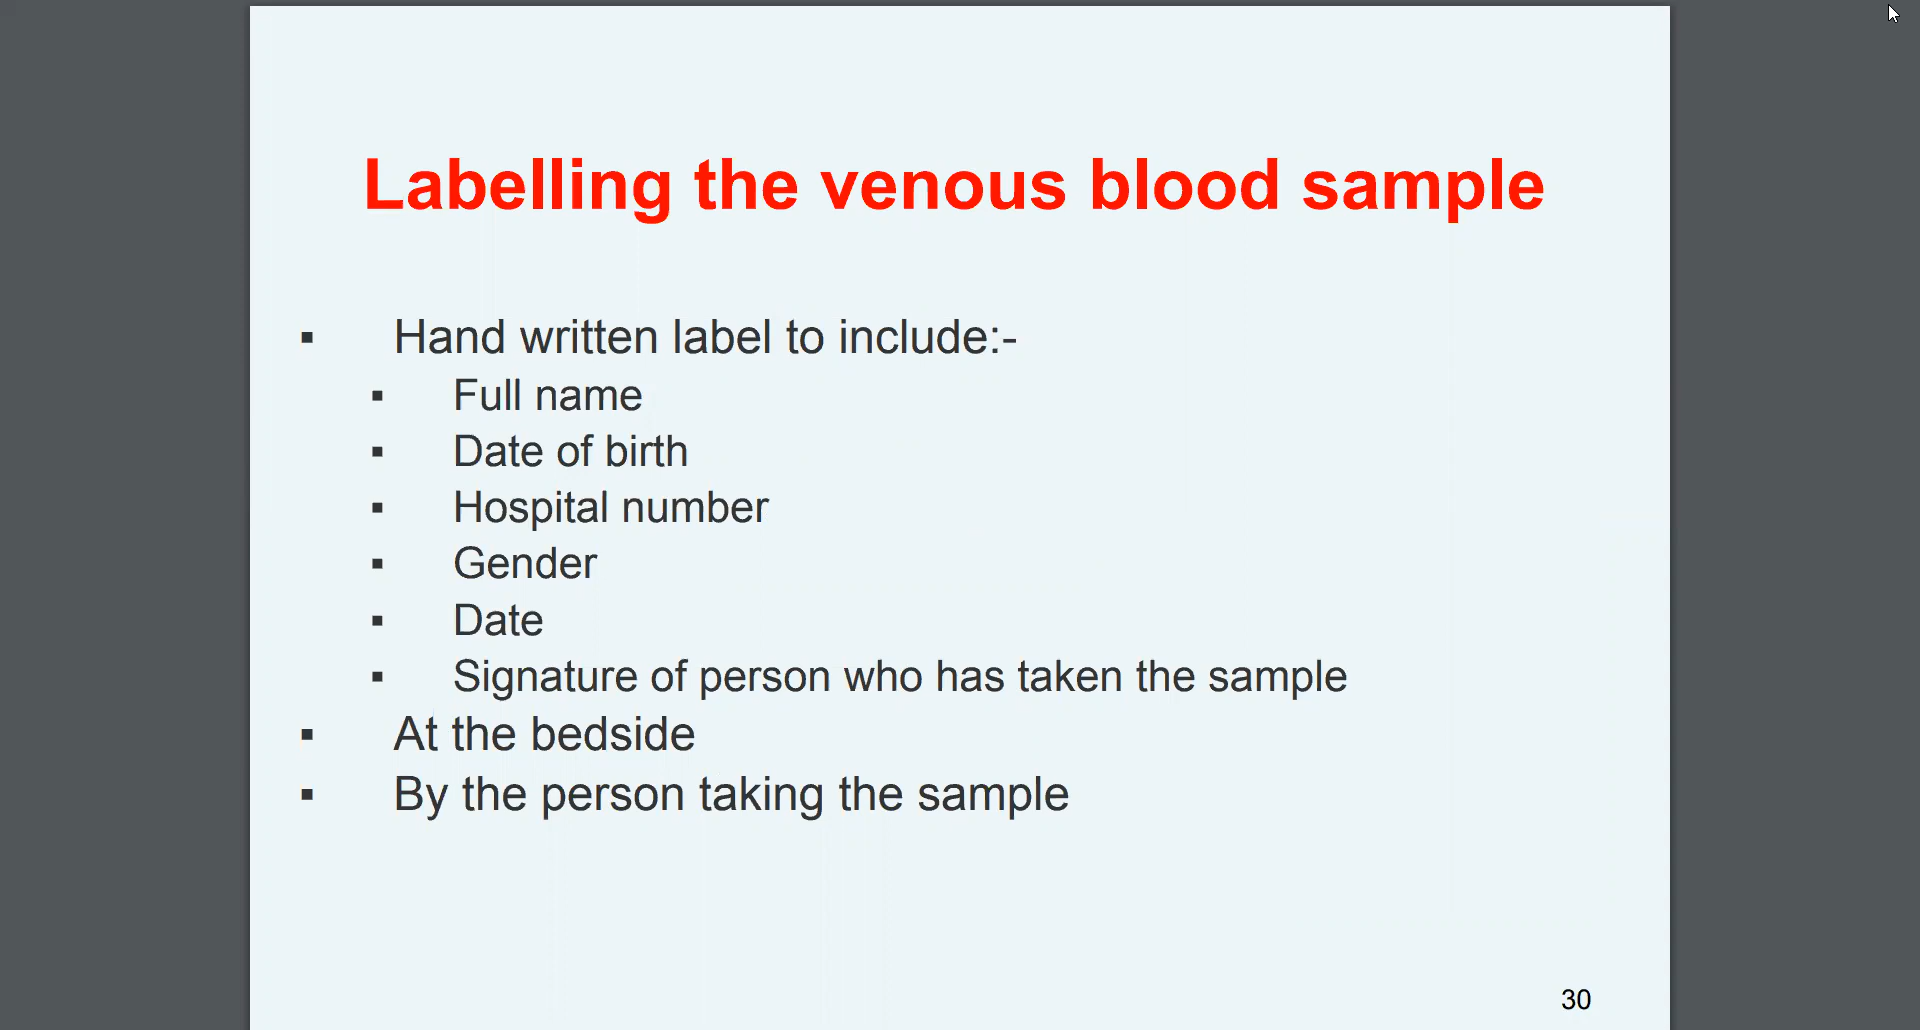 Labelling the venous blood sample
▪ Hand written label to include:-
▪ Full name
▪ Date of birth
▪ Hospital number
▪ Gender
▪ Date
▪ Signature of person who has taken the sample
▪ At the bedside
▪ By the person taking the sample
30